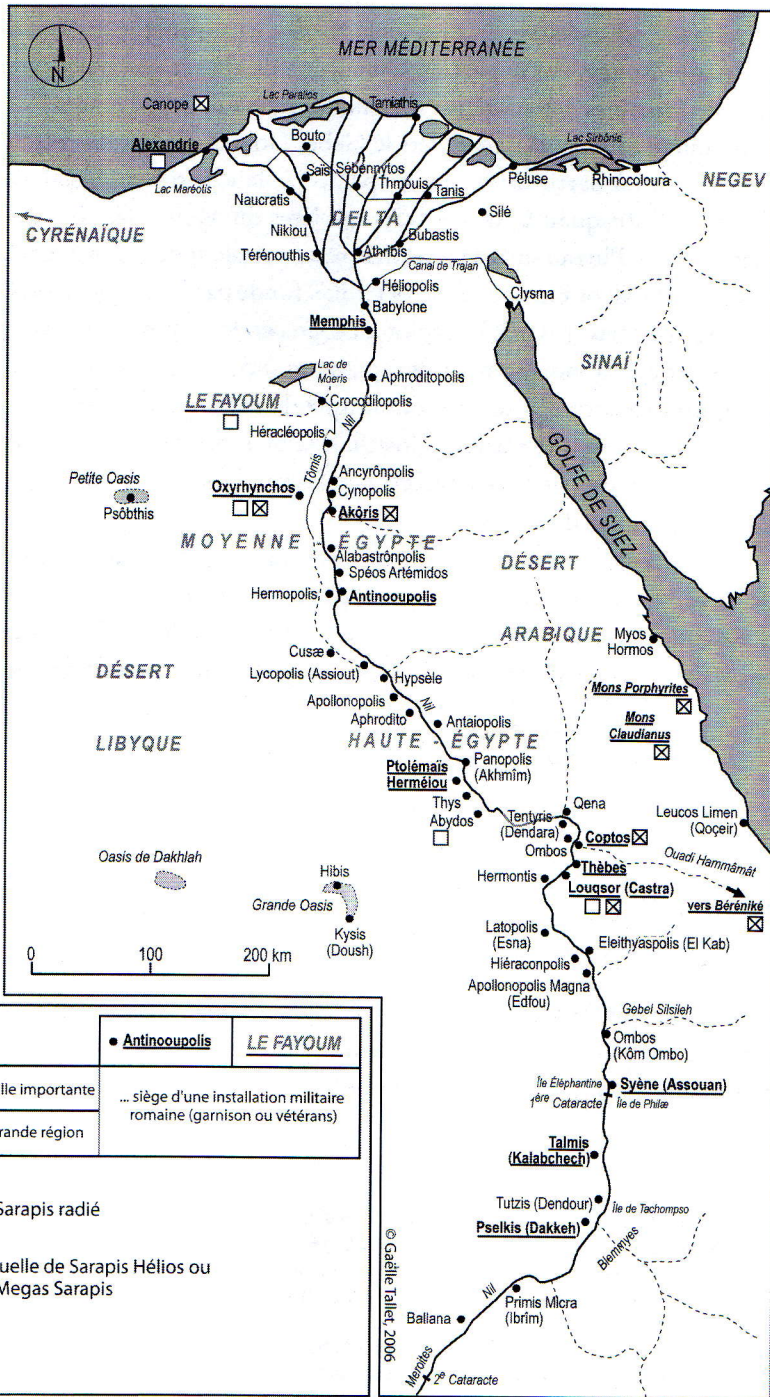 N
MER MÉDITERRANÉE
Canope
Lac Paralios
Tamiathis
Alexandrie
Bouto
Lac Sirbônis
Lac Maréotis
Saïs
Sébennytos
Thmouis
Tanis
Péluse
Rhinocoloura
NEGEV
Naucratis
DELTA
Silé
CYRÉNAÏQUE
Nikiou
Bubastis
Térénouthis
Athribis
Canal de Trajan
Héliopolis
Babylone
Clysma
Memphis
SINAÏ
Lac de
Moeris
Aphroditopolis
LE FAYOUM
Crocodilopolis
Nil
Héracléopolis
GOLFE DE SUEZ
Tômis
Petite Oasis
Psôbthis
Oxyrhynchos
Ancyrônpolis
Cynopolis
Akôris
MOYENNE - ÉGYPTE
Alabastrônpolis
Spéos Artémidos
DÉSERT
Hermopolis
Antinooupolis
ARABIQUE
Myos
Hormos
Cusæ
DÉSERT
Lycopolis (Assiout)
Hypsèle
Mons Porphyrites
Apollonopolis
Nil
Aphrodito
Antaiopolis
Mons
Claudianus
LIBYQUE
HAUTE - ÉGYPTE
Panopolis
(Akhmîm)
Ptolémaïs
Herméiou
Thys
Abydos
Qena
Tentyris
(Dendara)
Leucos Limen
(Qoçeir)
Coptos
Ombos
Oasis de Dakhlah
Hibis
Thèbes
Ouadi Hammâmât
Hermontis
Grande Oasis
Louqsor (Castra)
vers Béréniké
Kysis
(Doush)
Latopolis
(Esna)
Eleithyaspolis (El Kab)
0 100 200 km
Hiéraconpolis
Apollonopolis Magna
(Edfou)
Gebel Silsileh
Ombos
(Kôm Ombo)
Antinooupolis
LE FAYOUM
lle importante
... siège d'une installation militaire
romaine (garnison ou vétérans)
rande région
Île Éléphantine
Syène (Assouan)
1ère Cataracte
Île de Philæ
Talmis
(Kalabchech)
Sarapis radié
Tutzis (Dendour)
Île de Tachompso
Pselkis (Dakkeh)
Blemmyes
uelle de Sarapis Hélios ou
Megas Sarapis
© Gaëlle Tallet, 2006
Nil
Primis Micra
(Ibrîm)
Ballana
Meroïtes
2e Cataracte